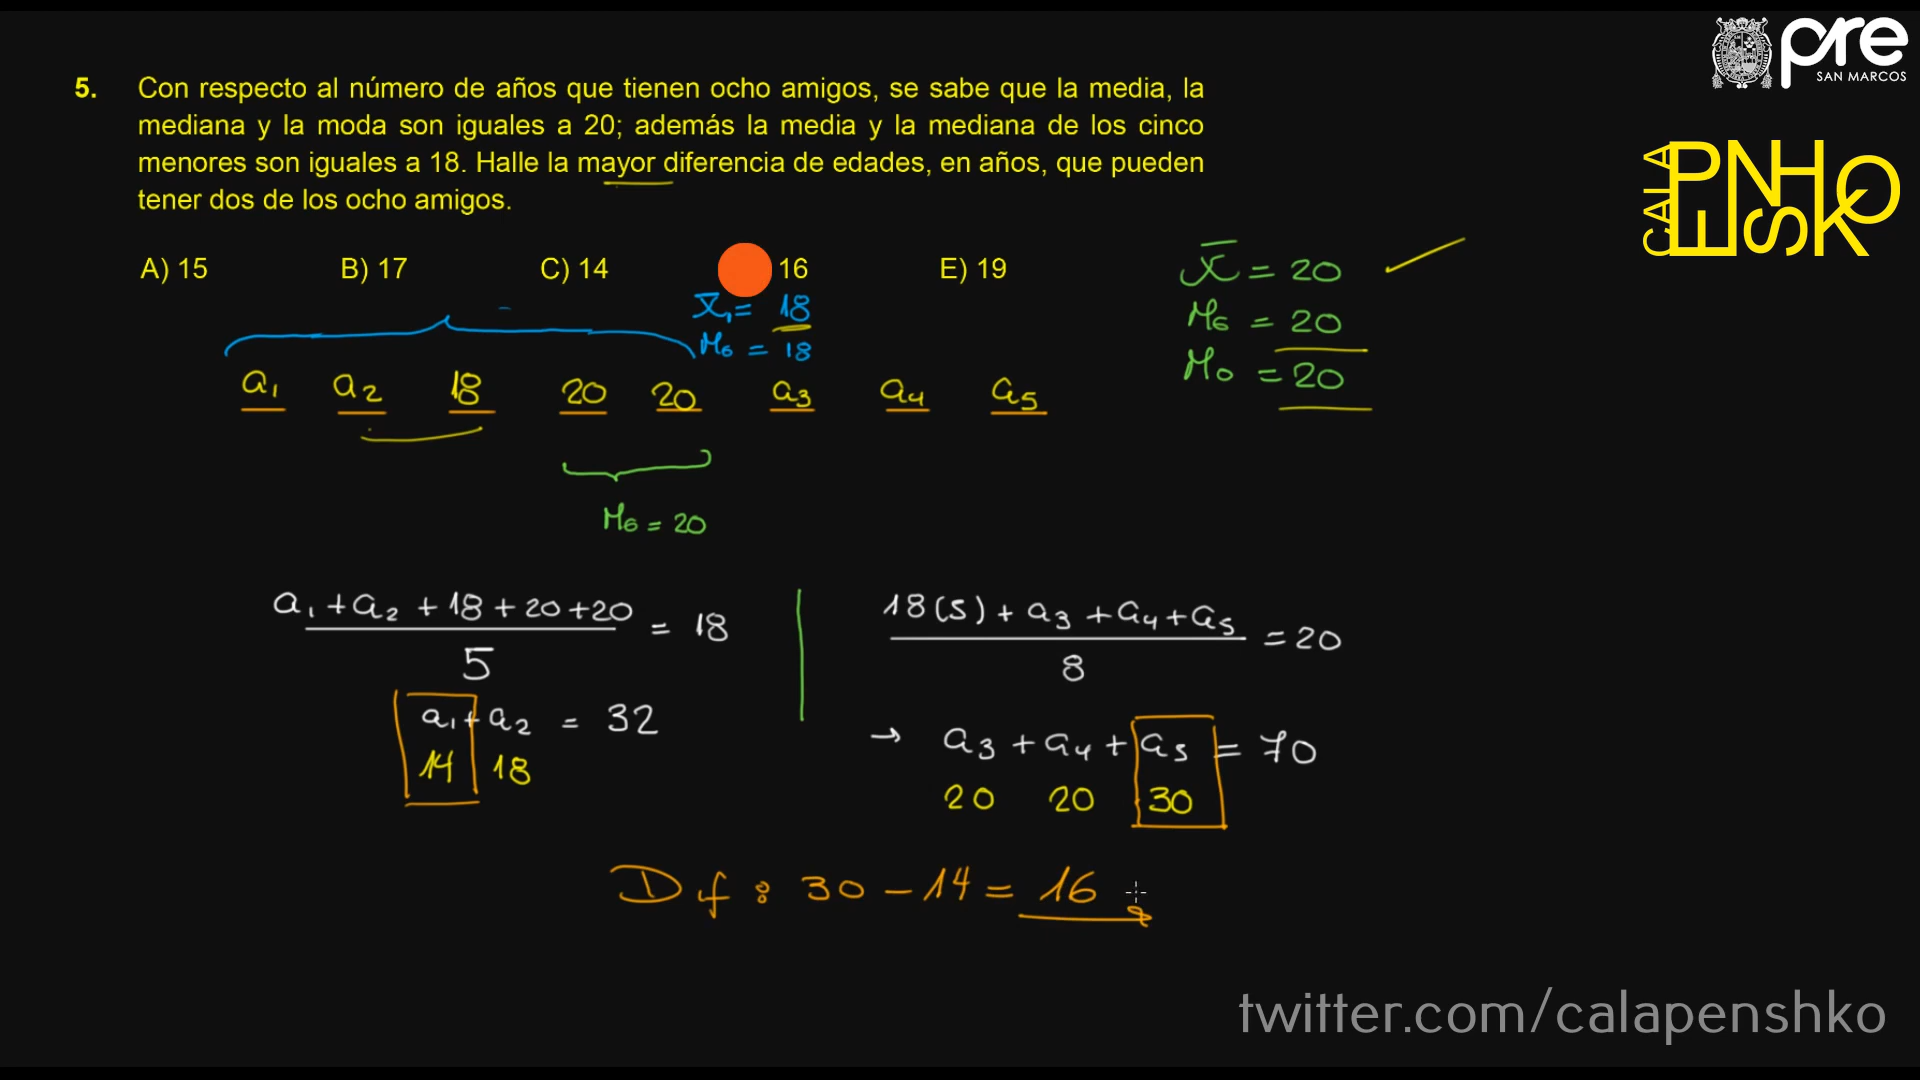 pre
SAN MARCOS
CALA
PENSHKO
5. Con respecto al número de años que tienen ocho amigos, se sabe que la media, la
mediana y la moda son iguales a 20; además la media y la mediana de los cinco
menores son iguales a 18. Halle la mayor diferencia de edades, en años, que pueden
tener dos de los ocho amigos.
A) 15 B) 17 C) 14 16 E) 19
x̄ = 20
Me = 20
Mo = 20
x̄₁ = 18
Me = 18
a₁ a₂ 18 20 20 a₃ a₄ a₅
Me = 20
a₁ + a₂ + 18 + 20 + 20 = 18
5
18(5) + a₃ + a₄ + a₅ = 20
8
a₁ + a₂ = 32
14 18
→ a₃ + a₄ + a₅ = 70
20 20 30
Df: 30 - 14 = 16
twitter.com/calapenshko